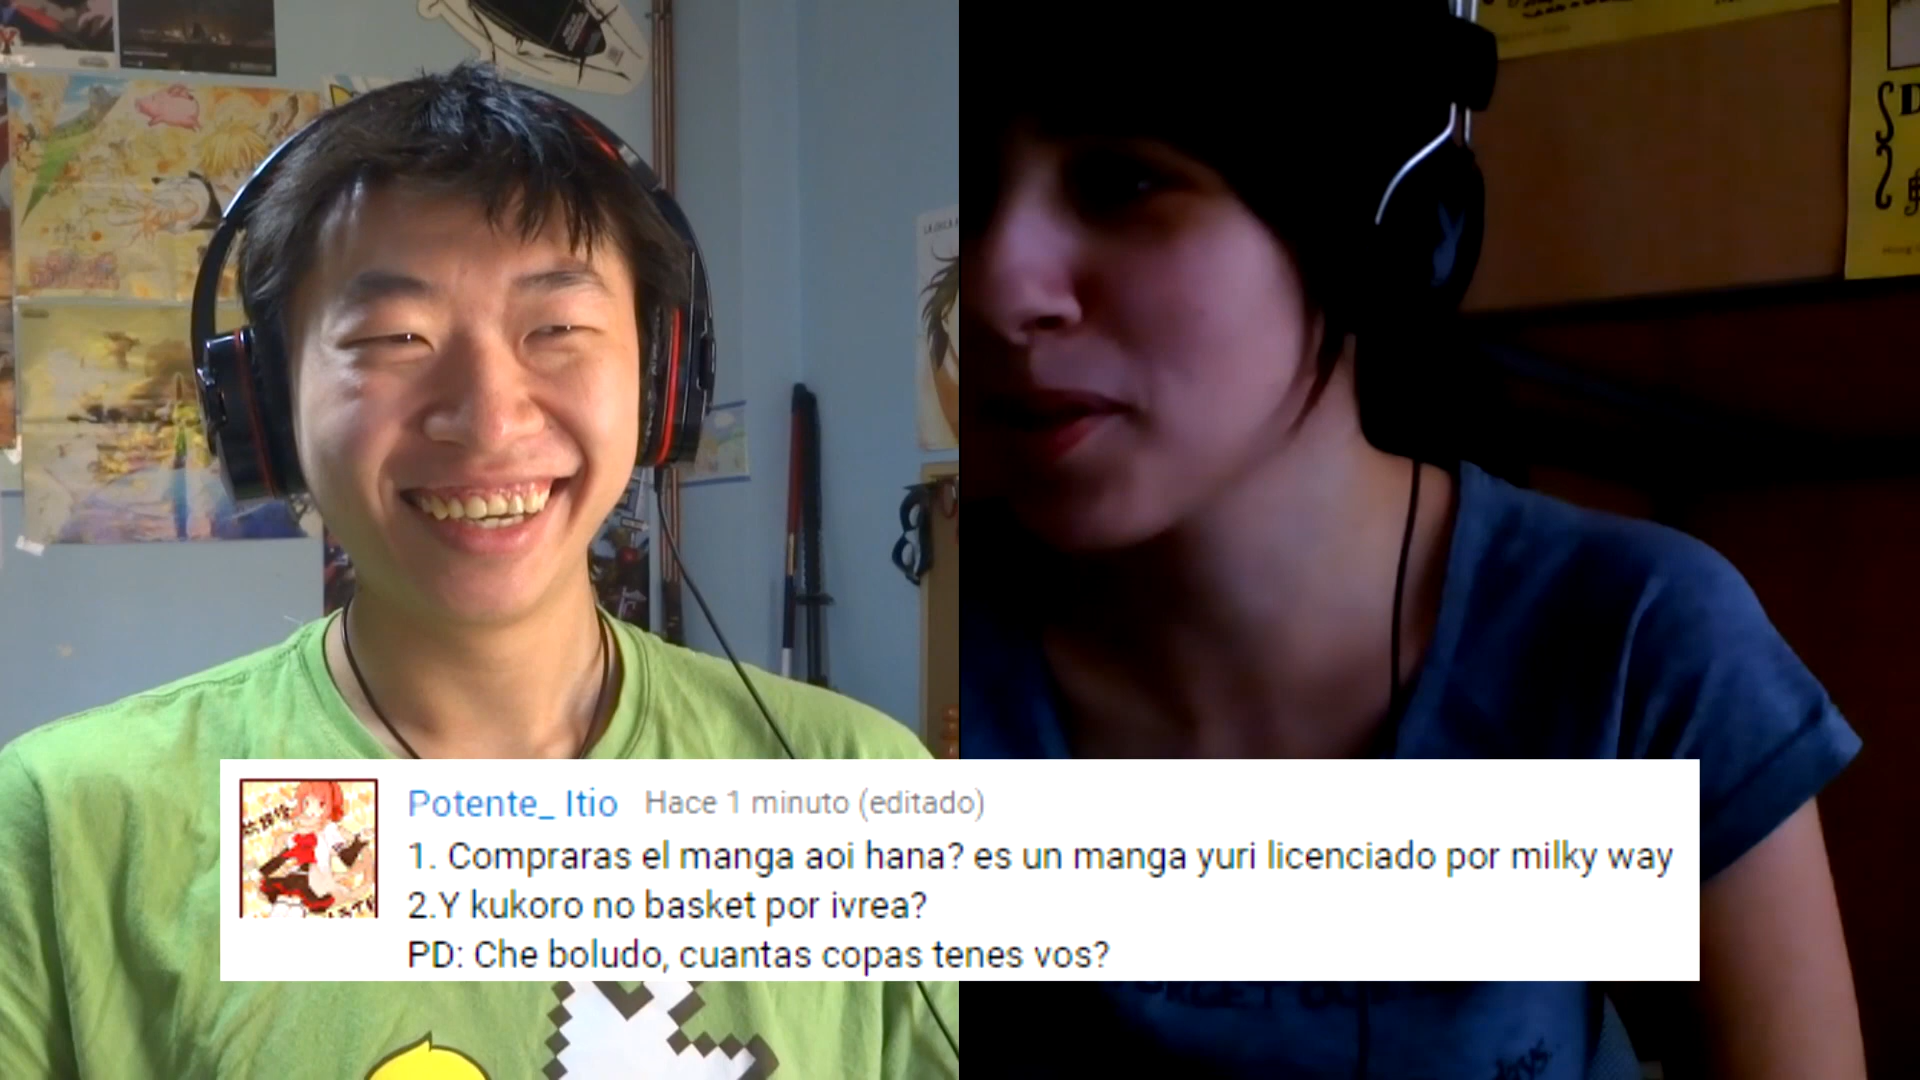 Potente_ Itio Hace 1 minuto (editado)
1. Compraras el manga aoi hana? es un manga yuri licenciado por milky way
2.Y kukoro no basket por ivrea?
PD: Che boludo, cuantas copas tenes vos?